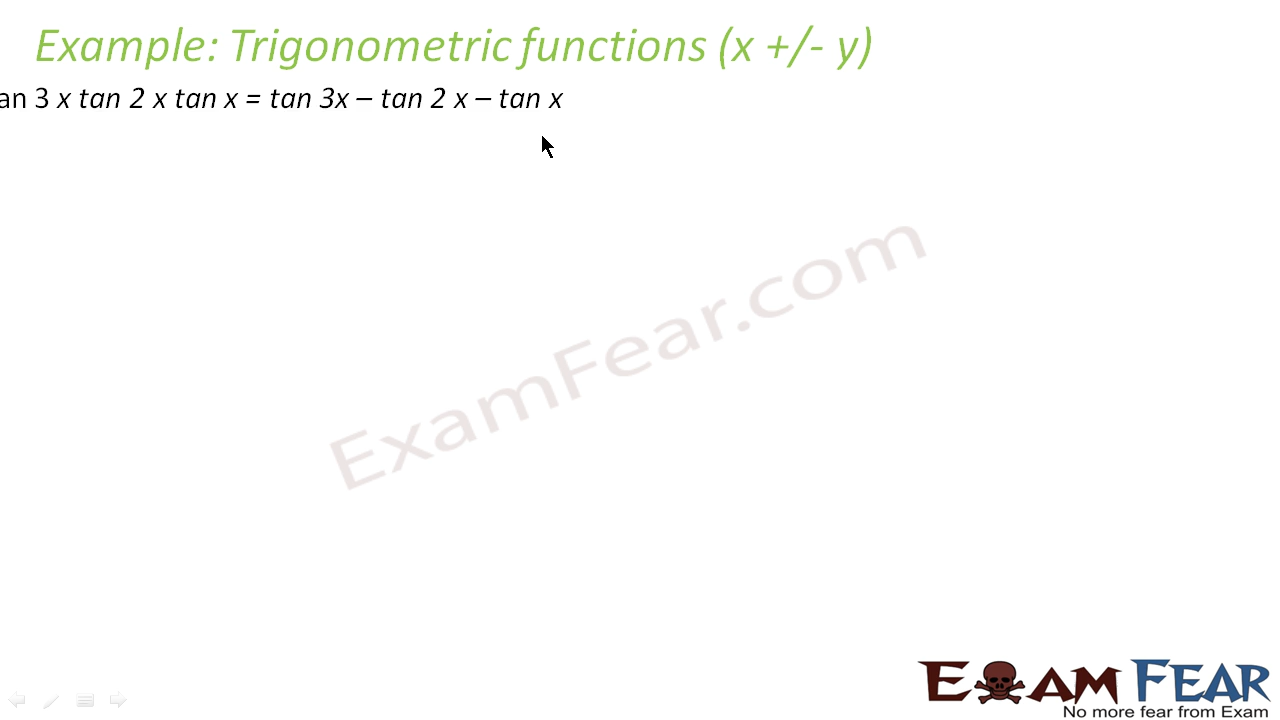 Example: Trigonometric functions (x +/- y)
an 3 x tan 2 x tan x = tan 3x – tan 2 x – tan x
ExamFear.com
EXAM FEAR
No more fear from Exam